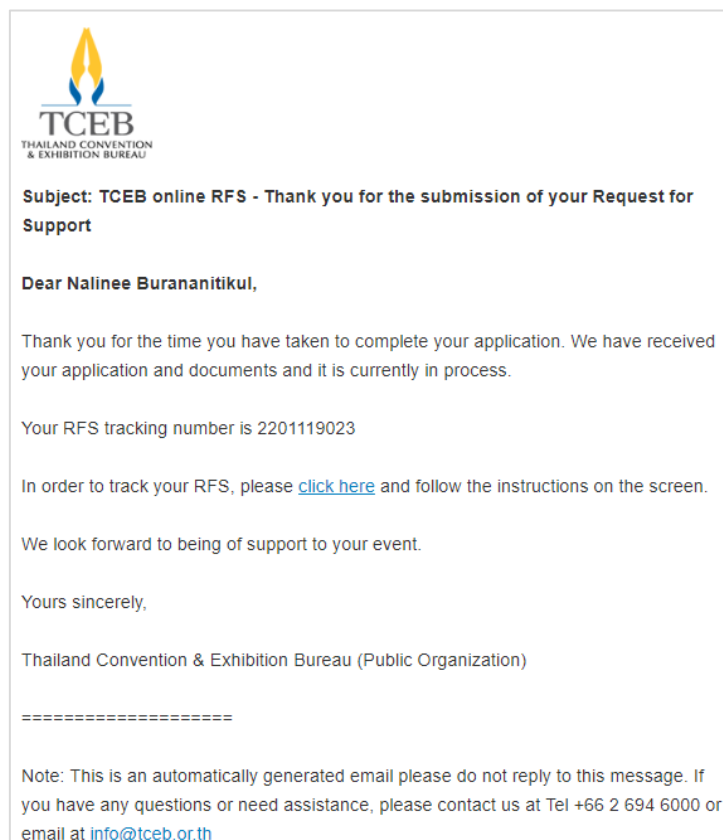 TCEB
THAILAND CONVENTION
& EXHIBITION BUREAU
Subject: TCEB online RFS - Thank you for the submission of your Request for
Support
Dear Nalinee Burananitikul,
Thank you for the time you have taken to complete your application. We have received
your application and documents and it is currently in process.
Your RFS tracking number is 2201119023
In order to track your RFS, please click here and follow the instructions on the screen.
We look forward to being of support to your event.
Yours sincerely,
Thailand Convention & Exhibition Bureau (Public Organization)
====================
Note: This is an automatically generated email please do not reply to this message. If
you have any questions or need assistance, please contact us at Tel +66 2 694 6000 or
email at info@tceb.or.th